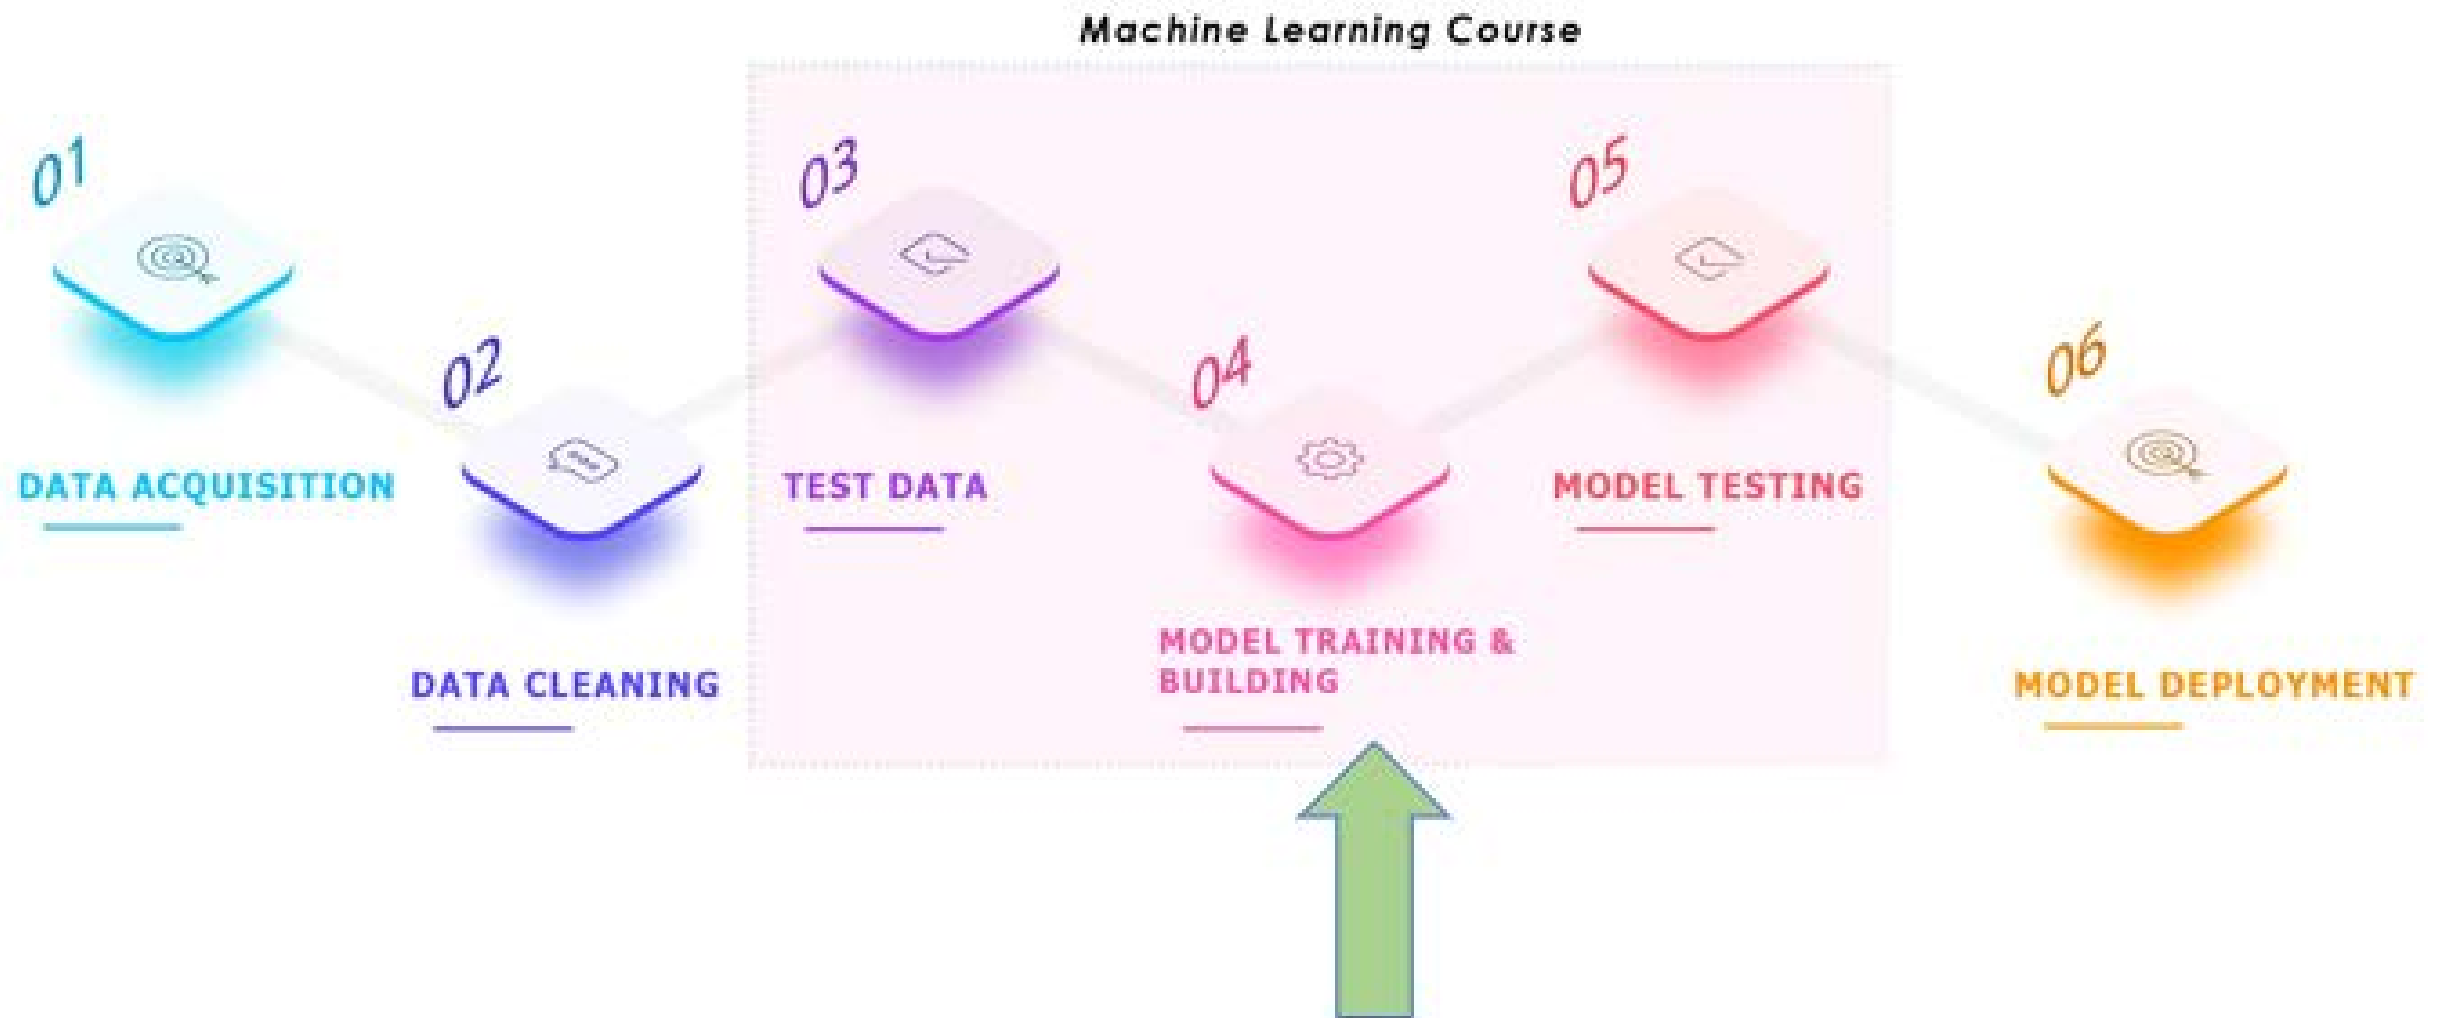 Machine Learning Course
01
DATA ACQUISITION
02
DATA CLEANING
03
TEST DATA
04
MODEL TRAINING &
BUILDING
05
MODEL TESTING
06
MODEL DEPLOYMENT